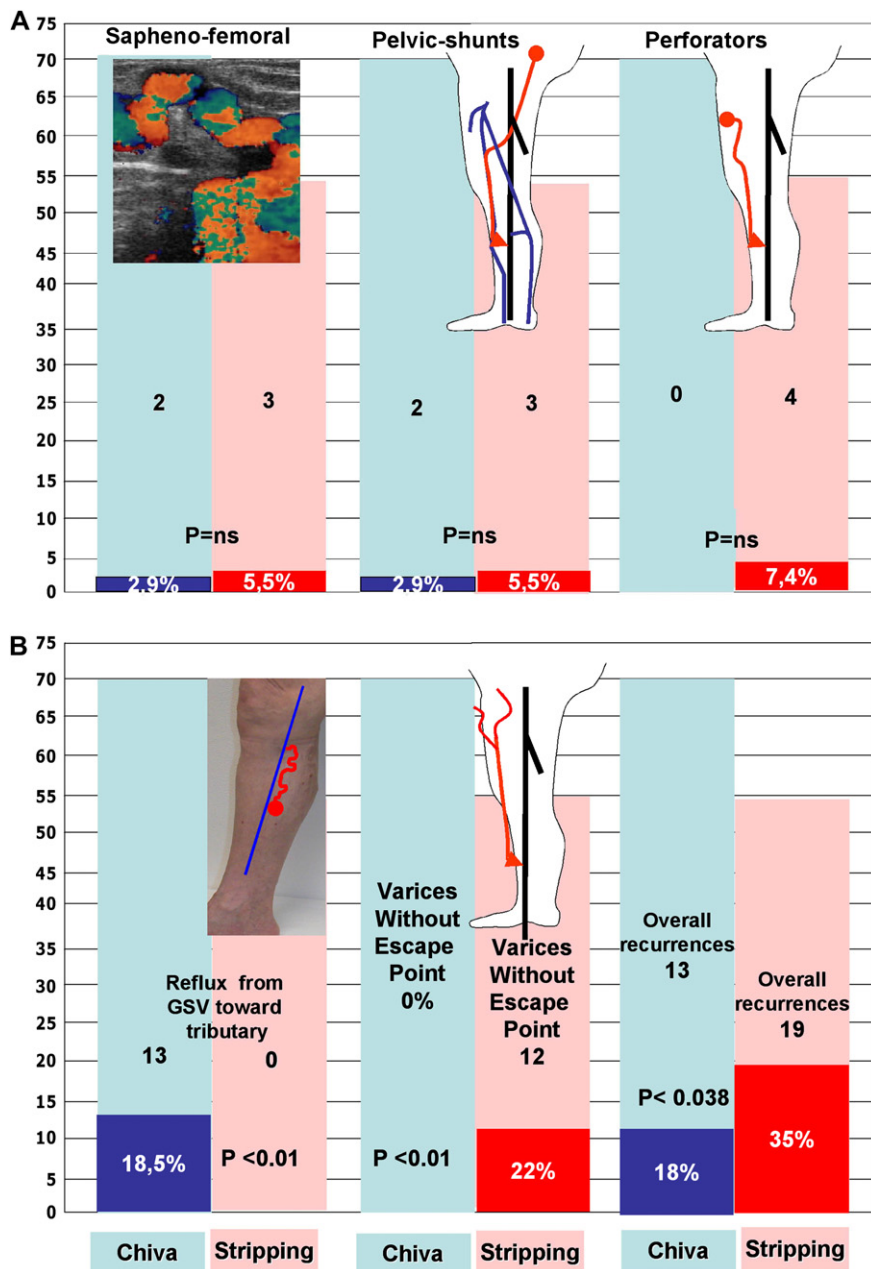 A
Sapheno-femoral
Pelvic-shunts
Perforators
75
70
65
60
55
50
45
40
35
30
25
20
15
10
5
0
2
3
P=ns
2,9%
5,5%
2
3
P=ns
2,9%
5,5%
0
4
P=ns
7,4%
B
75
70
65
60
55
50
45
40
35
30
25
20
15
10
5
0
Reflux from
GSV toward
tributary
13
0
18,5%
P <0.01
Varices
Without
Escape
Point
0%
P <0.01
Varices
Without
Escape
Point
12
22%
Overall
recurrences
13
P< 0.038
18%
Overall
recurrences
19
35%
Chiva
Stripping
Chiva
Stripping
Chiva
Stripping